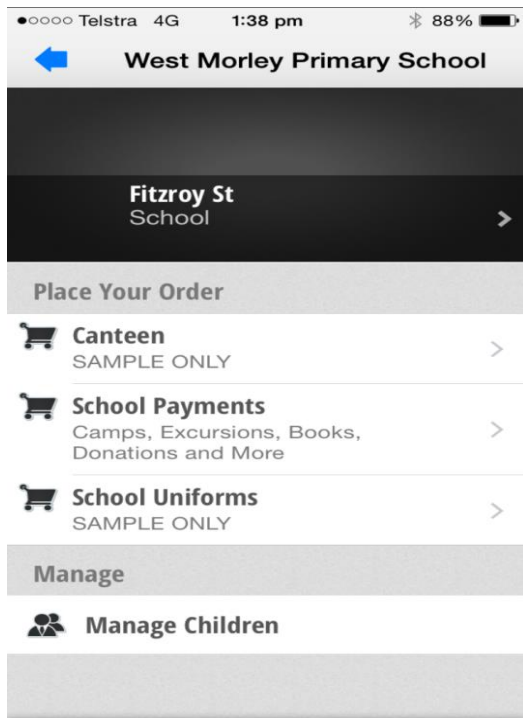 Telstra 4G 1:38 pm 88%
West Morley Primary School
Fitzroy St
School
Place Your Order
Canteen
SAMPLE ONLY
School Payments
Camps, Excursions, Books,
Donations and More
School Uniforms
SAMPLE ONLY
Manage
Manage Children